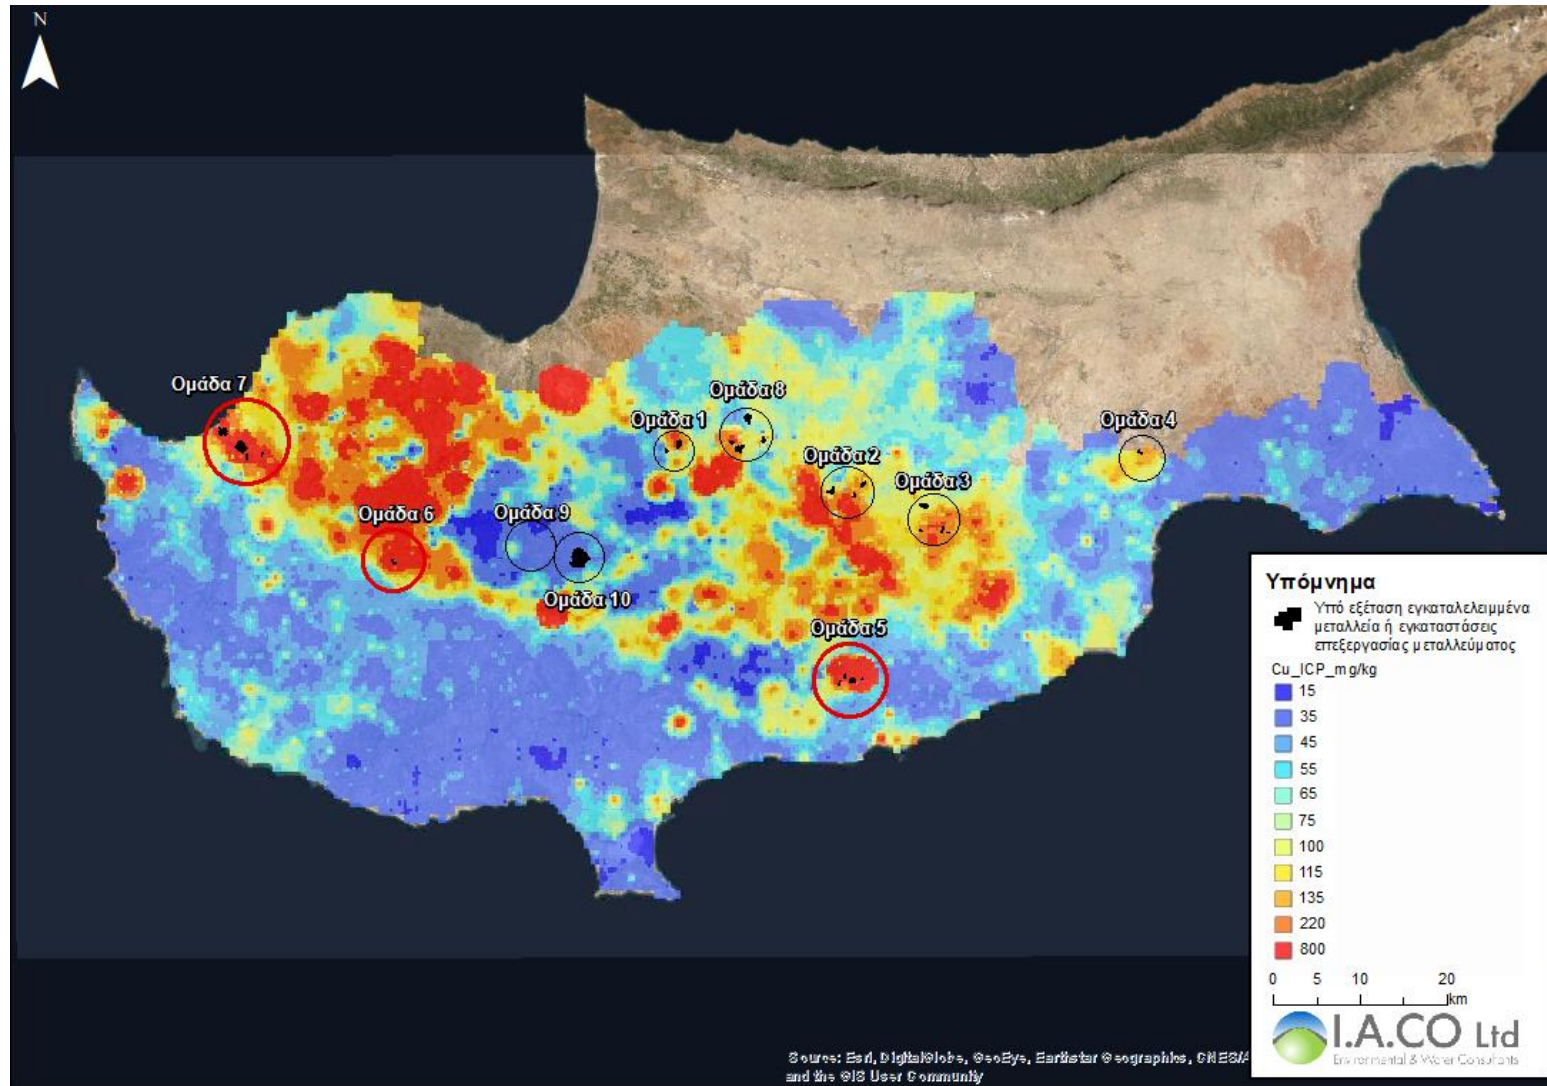 N
Ομάδα 7
Ομάδα 8
Ομάδα 1
Ομάδα 4
Ομάδα 2
Ομάδα 3
Ομάδα 6
Ομάδα 9
Ομάδα 10
Ομάδα 5
Υπόμνημα
Υπό εξέταση εγκαταλελειμμένα
μεταλλεία ή εγκαταστάσεις
επεξεργασίας μεταλλεύματος
Cu_ICP_mg/kg
15
35
45
55
65
75
100
115
135
220
800
0 5 10 20
km
I.A.CO Ltd
Environmental & Water Consultants
Source: Esri, DigitalGlobe, GeoEye, Earthstar Geographics, CNES/A
and the GIS User Community